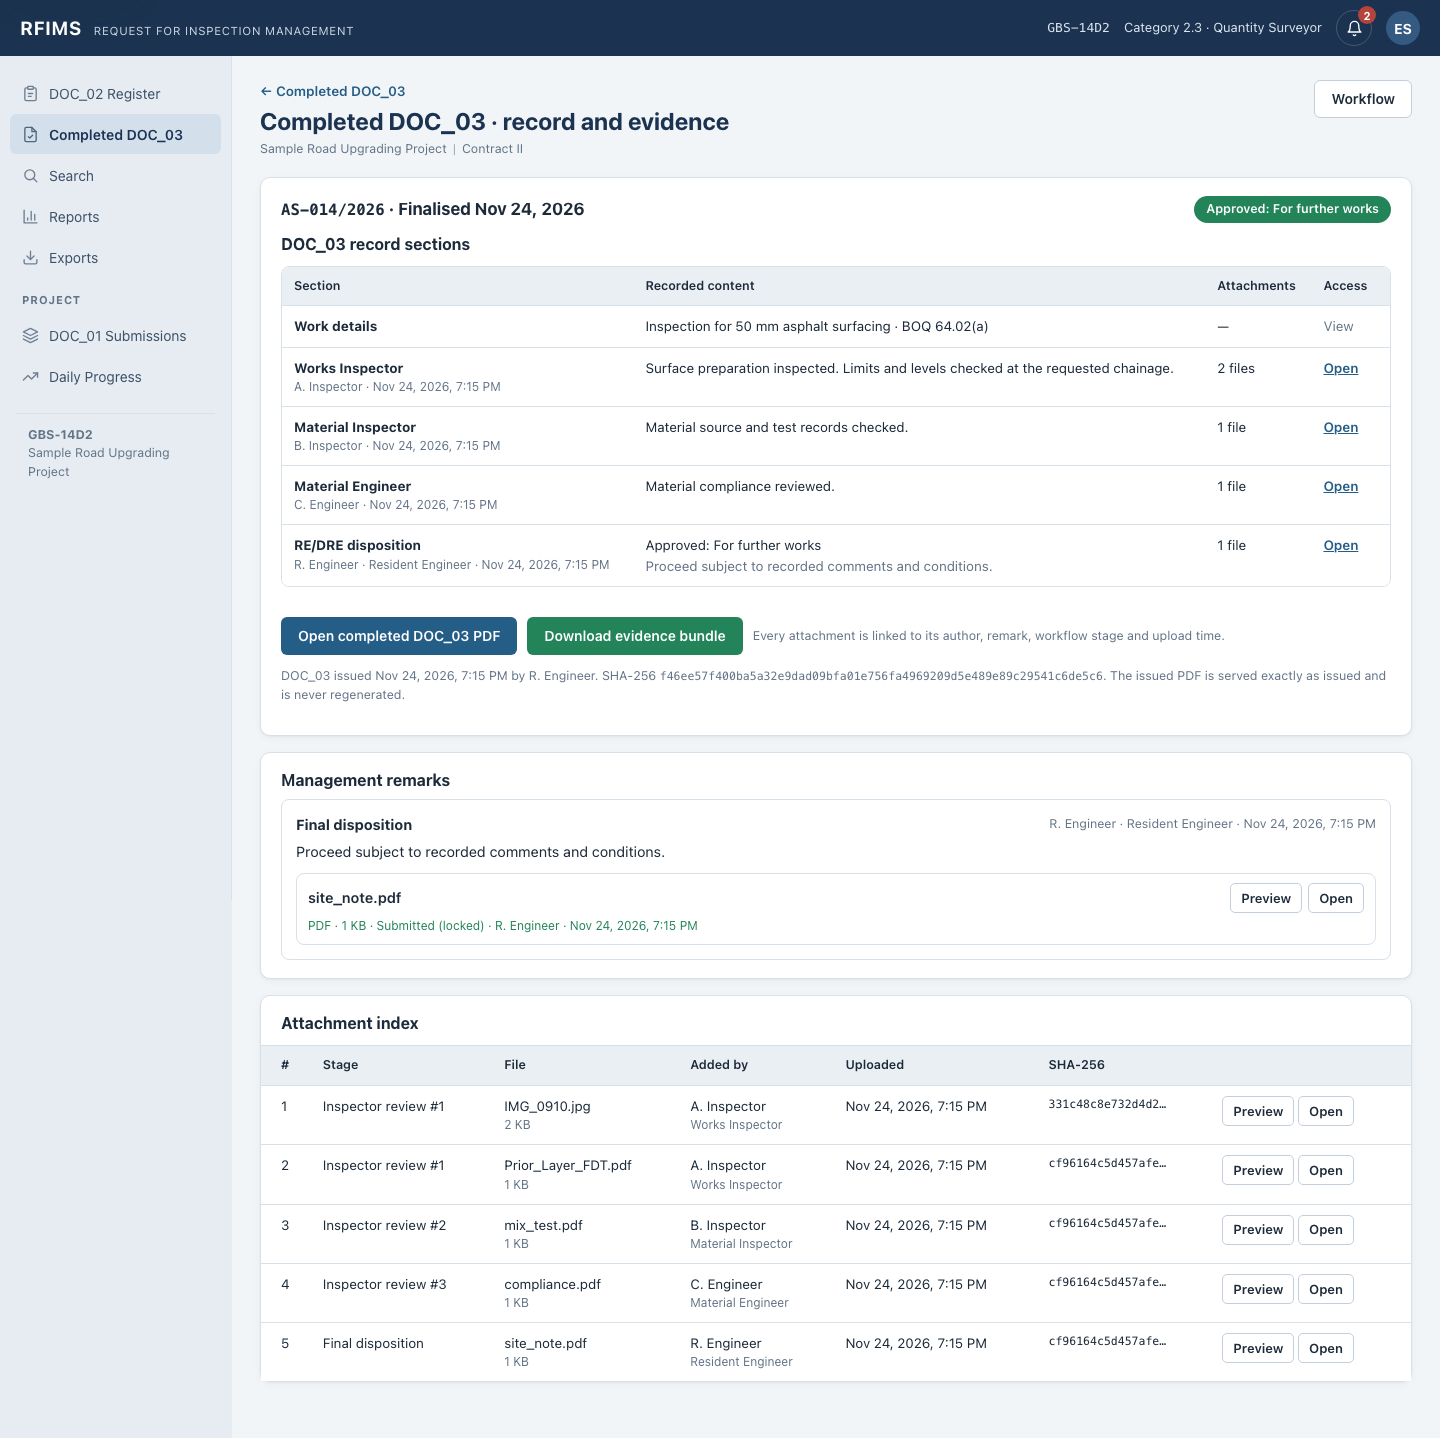 RFIMS REQUEST FOR INSPECTION MANAGEMENT
GBS–14D2 Category 2.3 · Quantity Surveyor 2 ES
DOC_02 Register
Completed DOC_03
Search
Reports
Exports
PROJECT
DOC_01 Submissions
Daily Progress
GBS-14D2
Sample Road Upgrading
Project
← Completed DOC_03
Workflow
Completed DOC_03 · record and evidence
Sample Road Upgrading Project | Contract II
AS–014/2026 · Finalised Nov 24, 2026
Approved: For further works
DOC_03 record sections
Section Recorded content Attachments Access
Work details Inspection for 50 mm asphalt surfacing · BOQ 64.02(a) — View
Works Inspector Surface preparation inspected. Limits and levels checked at the requested chainage. 2 files Open
A. Inspector · Nov 24, 2026, 7:15 PM
Material Inspector Material source and test records checked. 1 file Open
B. Inspector · Nov 24, 2026, 7:15 PM
Material Engineer Material compliance reviewed. 1 file Open
C. Engineer · Nov 24, 2026, 7:15 PM
RE/DRE disposition Approved: For further works 1 file Open
R. Engineer · Resident Engineer · Nov 24, 2026, 7:15 PM Proceed subject to recorded comments and conditions.
Open completed DOC_03 PDF Download evidence bundle Every attachment is linked to its author, remark, workflow stage and upload time.
DOC_03 issued Nov 24, 2026, 7:15 PM by R. Engineer. SHA-256 f46ee57f400ba5a32e9dad09bfa01e756fa4969209d5e489e89c29541c6de5c6. The issued PDF is served exactly as issued and
is never regenerated.
Management remarks
Final disposition R. Engineer · Resident Engineer · Nov 24, 2026, 7:15 PM
Proceed subject to recorded comments and conditions.
site_note.pdf Preview Open
PDF · 1 KB · Submitted (locked) · R. Engineer · Nov 24, 2026, 7:15 PM
Attachment index
# Stage File Added by Uploaded SHA-256
1 Inspector review #1 IMG_0910.jpg A. Inspector Nov 24, 2026, 7:15 PM 331c48c8e732d4d2… Preview Open
2 KB Works Inspector
2 Inspector review #1 Prior_Layer_FDT.pdf A. Inspector Nov 24, 2026, 7:15 PM cf96164c5d457afe… Preview Open
1 KB Works Inspector
3 Inspector review #2 mix_test.pdf B. Inspector Nov 24, 2026, 7:15 PM cf96164c5d457afe… Preview Open
1 KB Material Inspector
4 Inspector review #3 compliance.pdf C. Engineer Nov 24, 2026, 7:15 PM cf96164c5d457afe… Preview Open
1 KB Material Engineer
5 Final disposition site_note.pdf R. Engineer Nov 24, 2026, 7:15 PM cf96164c5d457afe… Preview Open
1 KB Resident Engineer